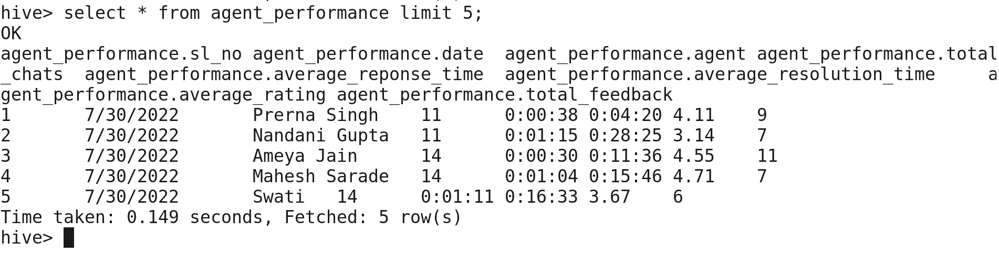 hive> select * from agent_performance limit 5;
OK
agent_performance.sl_no agent_performance.date  agent_performance.agent agent_performance.total
_chats  agent_performance.average_reponse_time  agent_performance.average_resolution_time     a
gent_performance.average_rating agent_performance.total_feedback
1       7/30/2022       Prerna Singh    11      0:00:38 0:04:20 4.11    9
2       7/30/2022       Nandani Gupta   11      0:01:15 0:28:25 3.14    7
3       7/30/2022       Ameya Jain      14      0:00:30 0:11:36 4.55    11
4       7/30/2022       Mahesh Sarade   14      0:01:04 0:15:46 4.71    7
5       7/30/2022       Swati   14      0:01:11 0:16:33 3.67    6
Time taken: 0.149 seconds, Fetched: 5 row(s)
hive>